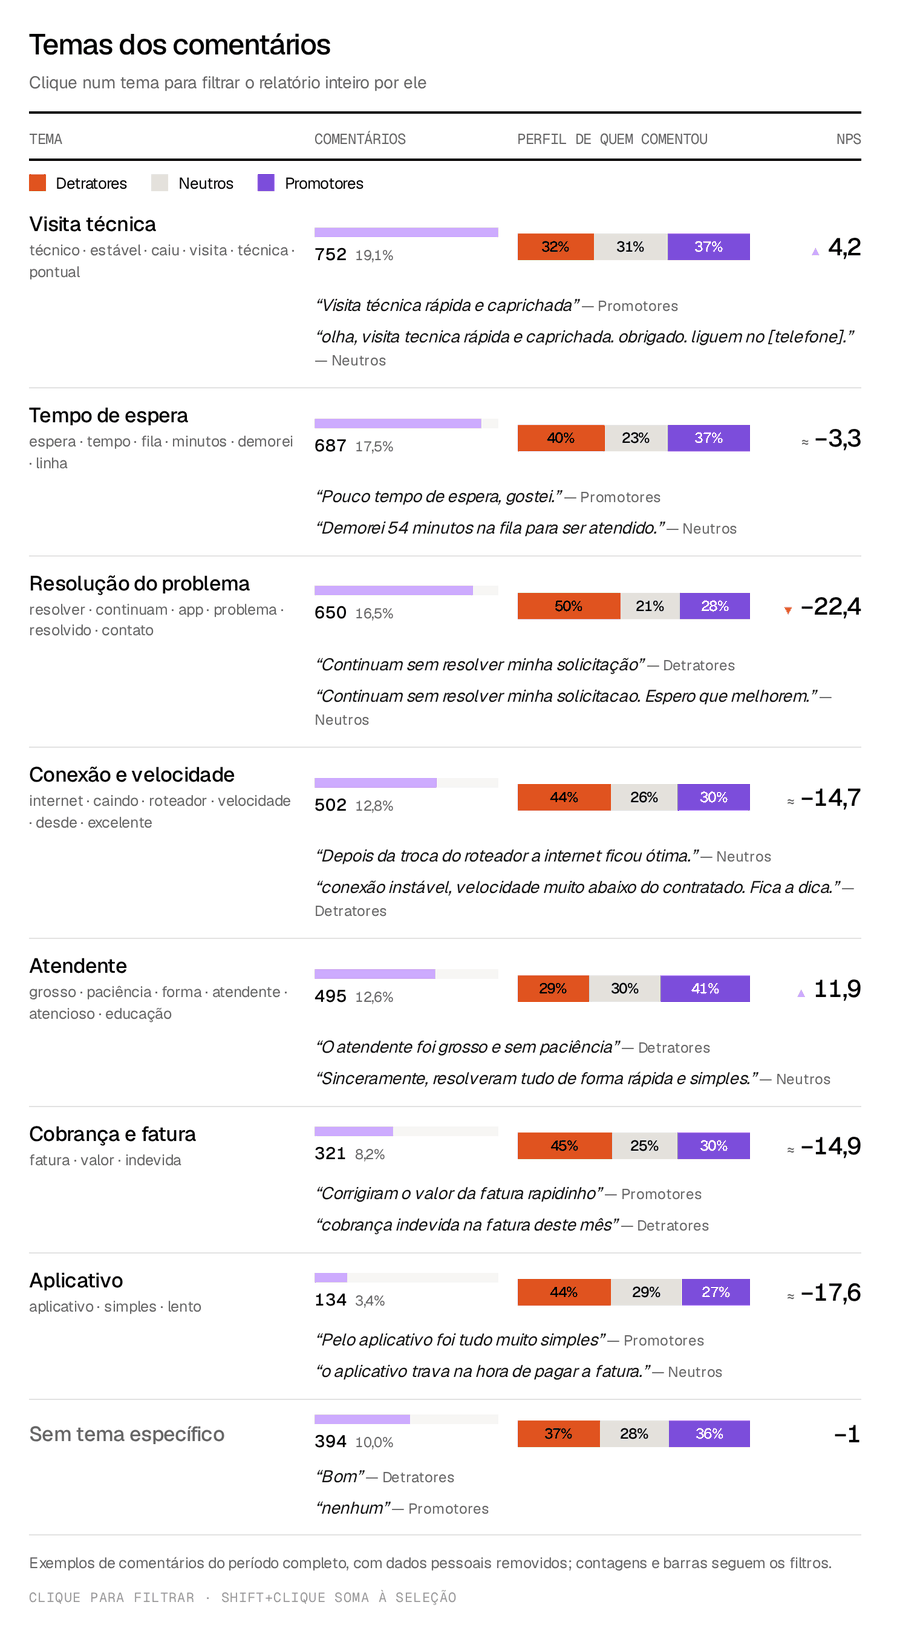 Temas dos comentários
Clique num tema para filtrar o relatório inteiro por ele
TEMA COMENTÁRIOS PERFIL DE QUEM COMENTOU NPS
Detratores Neutros Promotores
Visita técnica
técnico · estável · caiu · visita · técnica ·
pontual
752 19,1%
32% 31% 37%
▲ 4,2
“Visita técnica rápida e caprichada” — Promotores
“olha, visita tecnica rápida e caprichada. obrigado. liguem no [telefone].”
— Neutros
Tempo de espera
espera · tempo · fila · minutos · demorei
· linha
687 17,5%
40% 23% 37%
≈ −3,3
“Pouco tempo de espera, gostei.” — Promotores
“Demorei 54 minutos na fila para ser atendido.” — Neutros
Resolução do problema
resolver · continuam · app · problema ·
resolvido · contato
650 16,5%
50% 21% 28%
▼ −22,4
“Continuam sem resolver minha solicitação” — Detratores
“Continuam sem resolver minha solicitacao. Espero que melhorem.” —
Neutros
Conexão e velocidade
internet · caindo · roteador · velocidade
· desde · excelente
502 12,8%
44% 26% 30%
≈ −14,7
“Depois da troca do roteador a internet ficou ótima.” — Neutros
“conexão instável, velocidade muito abaixo do contratado. Fica a dica.” —
Detratores
Atendente
grosso · paciência · forma · atendente ·
atencioso · educação
495 12,6%
29% 30% 41%
▲ 11,9
“O atendente foi grosso e sem paciência” — Detratores
“Sinceramente, resolveram tudo de forma rápida e simples.” — Neutros
Cobrança e fatura
fatura · valor · indevida
321 8,2%
45% 25% 30%
≈ −14,9
“Corrigiram o valor da fatura rapidinho” — Promotores
“cobrança indevida na fatura deste mês” — Detratores
Aplicativo
aplicativo · simples · lento
134 3,4%
44% 29% 27%
≈ −17,6
“Pelo aplicativo foi tudo muito simples” — Promotores
“o aplicativo trava na hora de pagar a fatura.” — Neutros
Sem tema específico
394 10,0%
37% 28% 36%
−1
“Bom” — Detratores
“nenhum” — Promotores
Exemplos de comentários do período completo, com dados pessoais removidos; contagens e barras seguem os filtros.
CLIQUE PARA FILTRAR · SHIFT+CLIQUE SOMA À SELEÇÃO